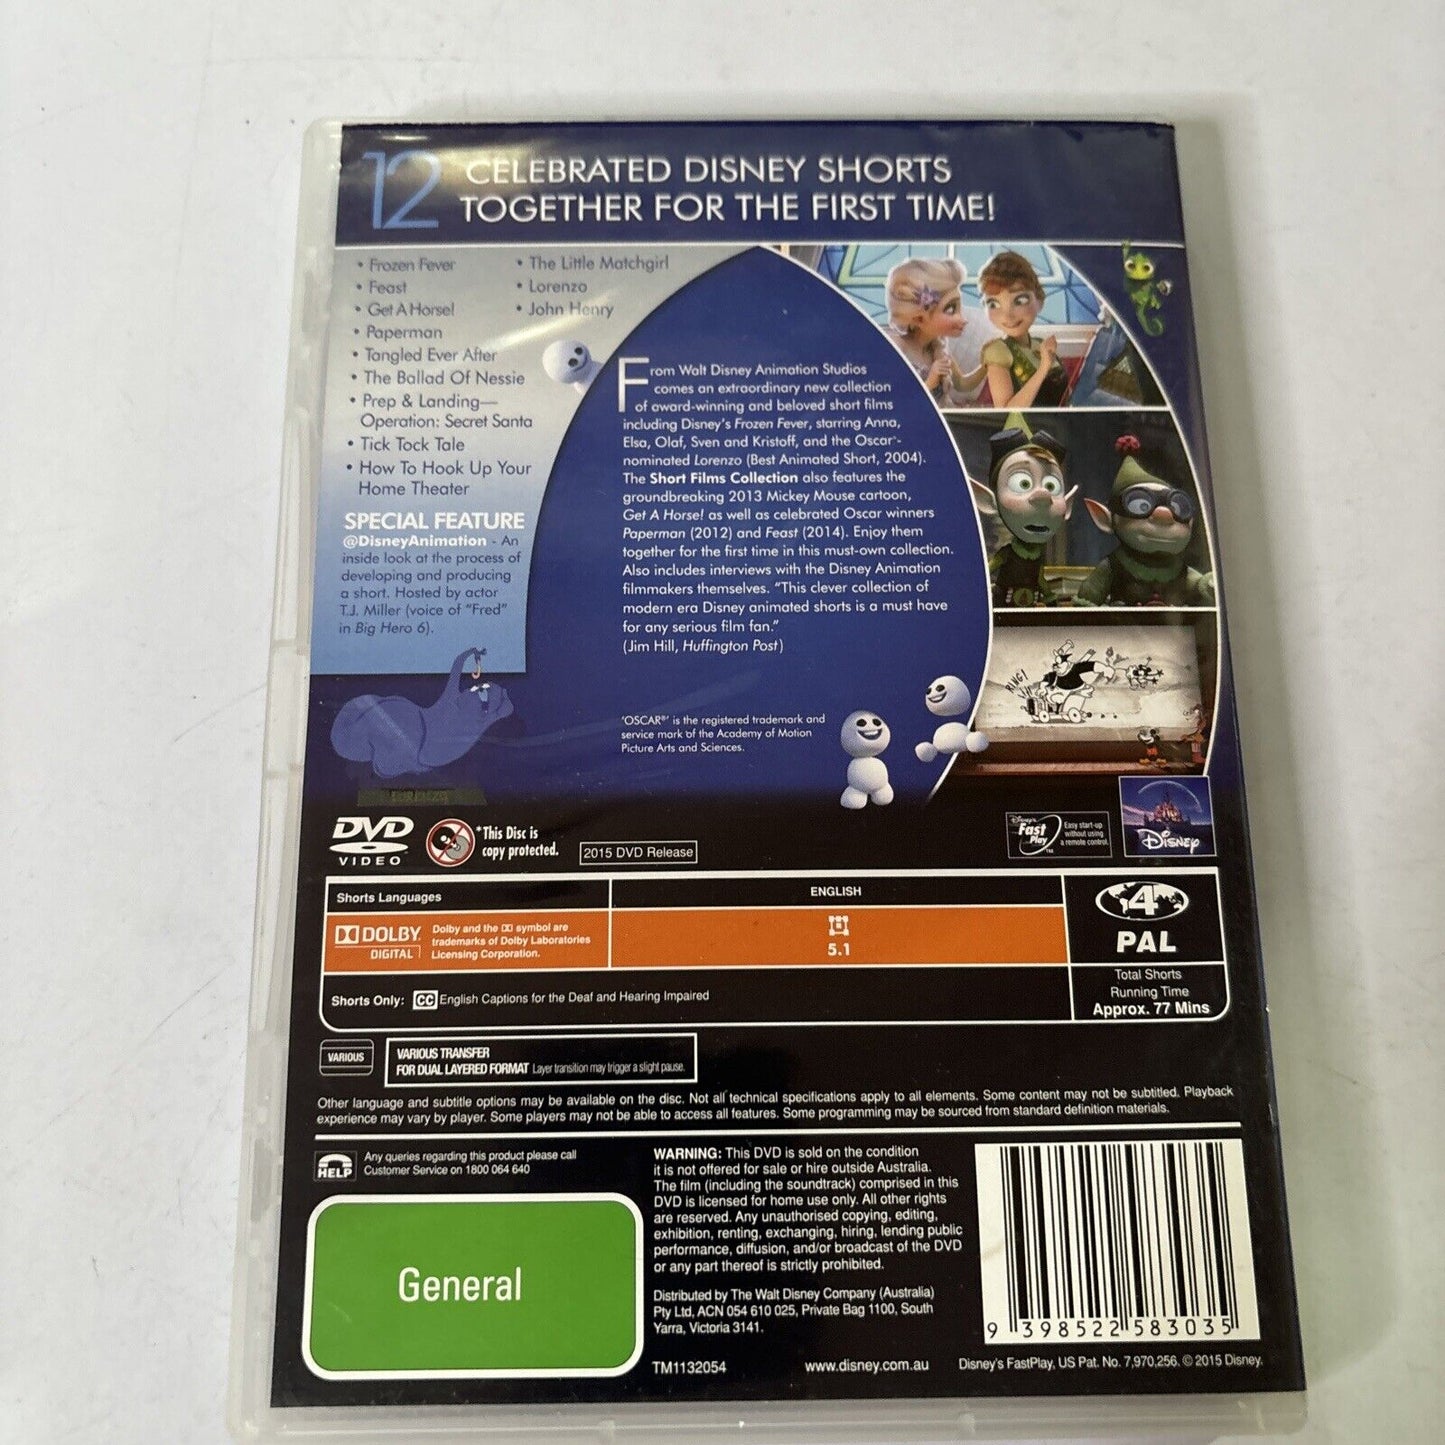 12 CELEBRATED DISNEY SHORTS
TOGETHER FOR THE FIRST TIME!
• Frozen Fever
• Feast
• Get A Horse!
• Paperman
• Tangled Ever After
• The Ballad Of Nessie
• Prep & Landing—
Operation: Secret Santa
• Tick Tock Tale
• How To Hook Up Your
Home Theater
• The Little Matchgirl
• Lorenzo
• John Henry
SPECIAL FEATURE
@DisneyAnimation - An
inside look at the process of
developing and producing
a short. Hosted by actor
T.J. Miller (voice of “Fred”
in Big Hero 6).
From Walt Disney Animation Studios
comes an extraordinary new collection
of award-winning and beloved short films
including Disney's Frozen Fever, starring Anna,
Elsa, Olaf, Sven and Kristoff, and the Oscar®-
nominated Lorenzo (Best Animated Short, 2004).
The Short Films Collection also features the
groundbreaking 2013 Mickey Mouse cartoon,
Get A Horse! as well as celebrated Oscar winners
Paperman (2012) and Feast (2014). Enjoy them
together for the first time in this must-own collection.
Also includes interviews with the Disney Animation
filmmakers themselves. “This clever collection of
modern era Disney animated shorts is a must have
for any serious film fan.”
(Jim Hill, Huffington Post)
RING!
'OSCAR®' is the registered trademark and
service mark of the Academy of Motion
Picture Arts and Sciences.
DVD
VIDEO
*This Disc is
copy protected.
2015 DVD Release
Disney's
Fast
Play™
Easy start-up
without using
a remote control.
Disney
Shorts Languages
ENGLISH
DOLBY
DIGITAL
Dolby and the DD symbol are
trademarks of Dolby Laboratories
Licensing Corporation.
5.1
4
PAL
Shorts Only: CC English Captions for the Deaf and Hearing Impaired
Total Shorts
Running Time
Approx. 77 Mins
VARIOUS
VARIOUS TRANSFER
FOR DUAL LAYERED FORMAT Layer transition may trigger a slight pause.
Other language and subtitle options may be available on the disc. Not all technical specifications apply to all elements. Some content may not be subtitled. Playback
experience may vary by player. Some players may not be able to access all features. Some programming may be sourced from standard definition materials.
HELP
Any queries regarding this product please call
Customer Service on 1800 064 640
General
WARNING: This DVD is sold on the condition
it is not offered for sale or hire outside Australia.
The film (including the soundtrack) comprised in this
DVD is licensed for home use only. All other rights
are reserved. Any unauthorised copying, editing,
exhibition, renting, exchanging, hiring, lending public
performance, diffusion, and/or broadcast of the DVD
or any part thereof is strictly prohibited.
Distributed by The Walt Disney Company (Australia)
Pty Ltd, ACN 054 610 025, Private Bag 1100, South
Yarra, Victoria 3141.
9 398522 583035
TM1132054
www.disney.com.au
Disney's FastPlay, US Pat. No. 7,970,256. © 2015 Disney.